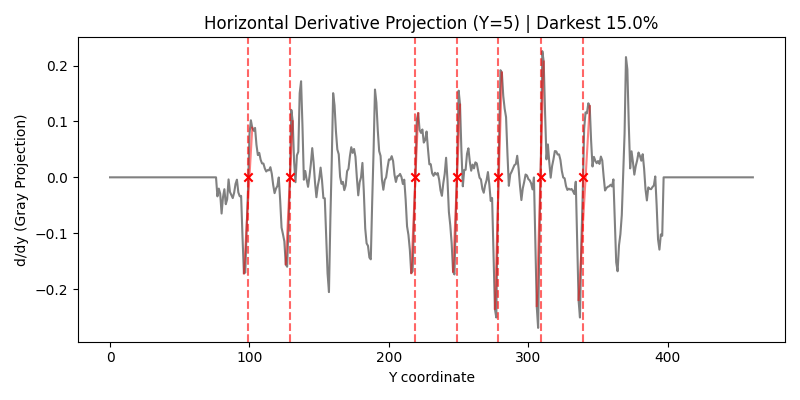 Horizontal Derivative Projection (Y=5) | Darkest 15.0%
d/dy (Gray Projection)
0.2
0.1
0.0
−0.1
−0.2
0 100 200 300 400
Y coordinate